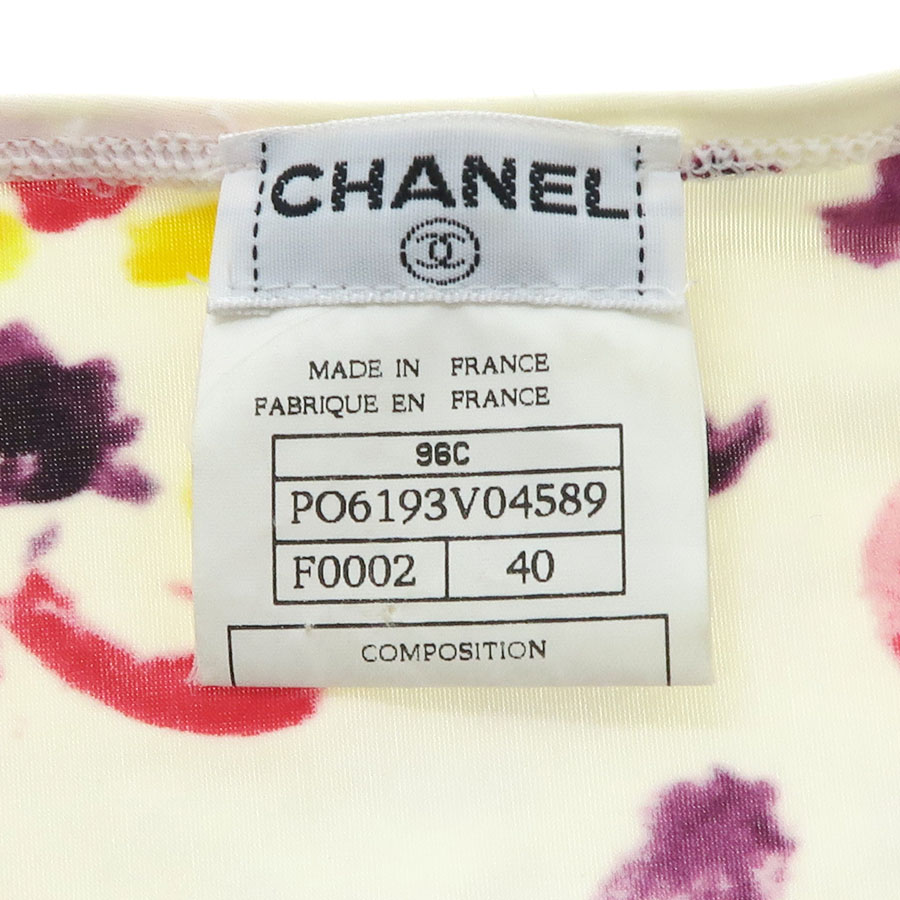 CHANEL
MADE IN FRANCE
FABRIQUE EN FRANCE
96C
PO6193V04589
F0002 40
COMPOSITION